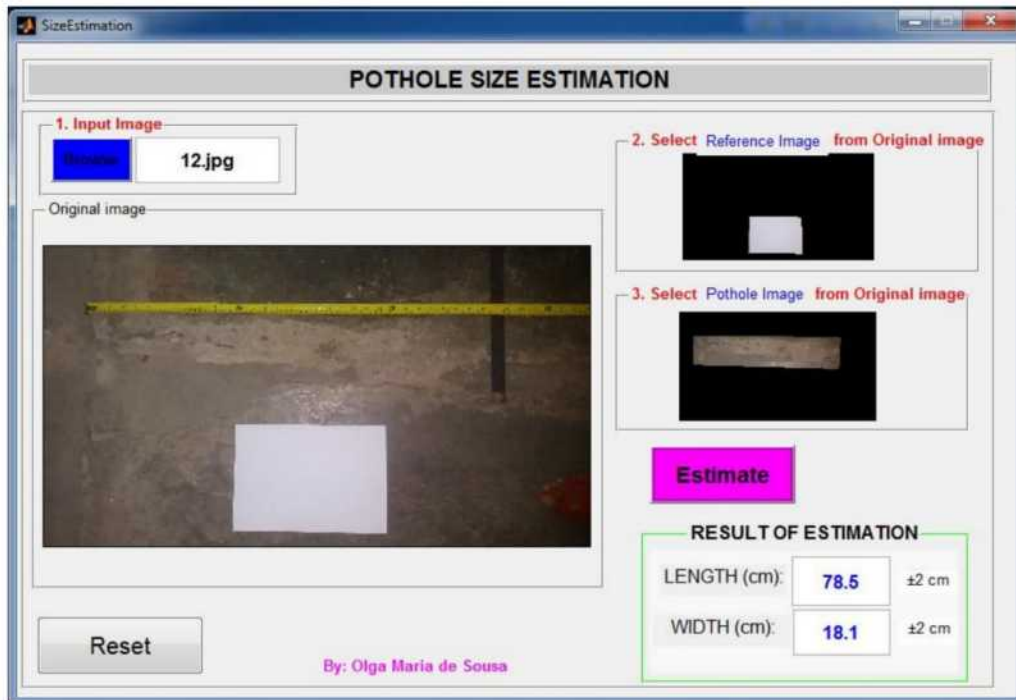 SizeEstimation
POTHOLE SIZE ESTIMATION
1. Input Image
Browse
12.jpg
Original image
2. Select Reference Image from Original image
3. Select Pothole Image from Original image
Estimate
RESULT OF ESTIMATION
LENGTH (cm): 78.5 ±2 cm
WIDTH (cm): 18.1 ±2 cm
Reset
By: Olga Maria de Sousa